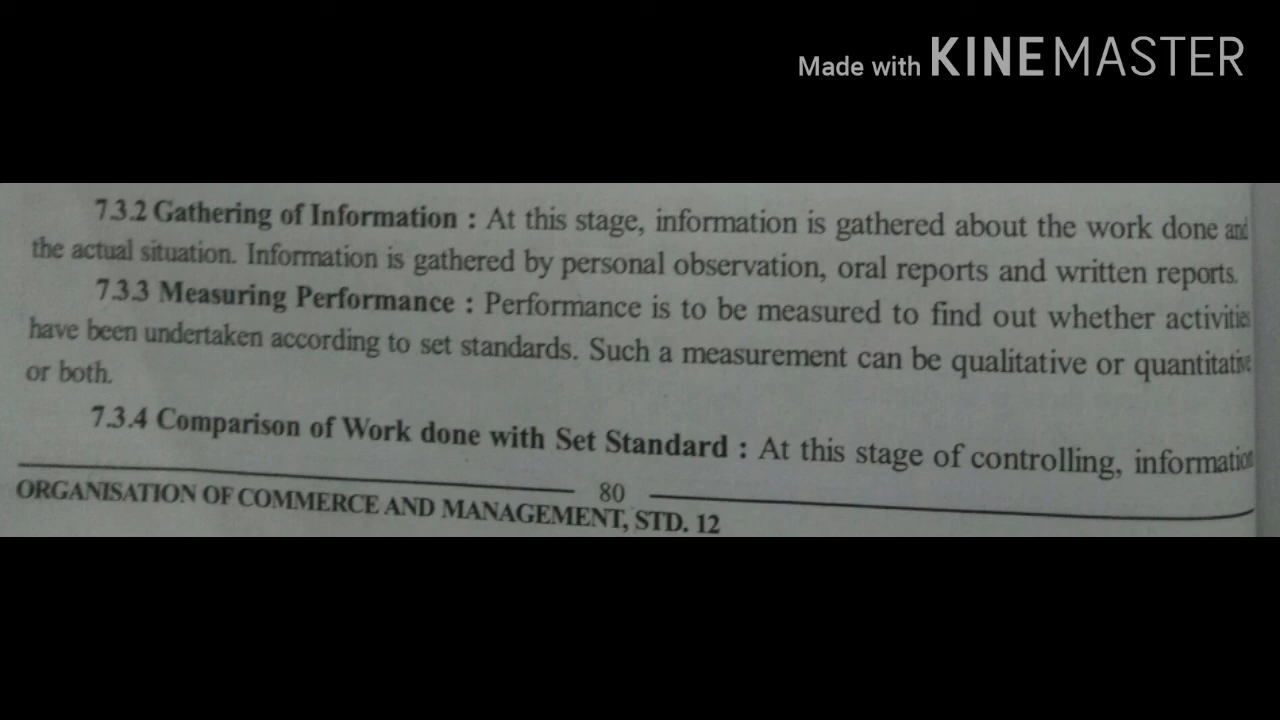 Made with KINEMASTER
7.3.2 Gathering of Information : At this stage, information is gathered about the work done and
the actual situation. Information is gathered by personal observation, oral reports and written reports.
7.3.3 Measuring Performance : Performance is to be measured to find out whether activities
have been undertaken according to set standards. Such a measurement can be qualitative or quantitative
or both.
7.3.4 Comparison of Work done with Set Standard : At this stage of controlling, information
80
ORGANISATION OF COMMERCE AND MANAGEMENT, STD. 12